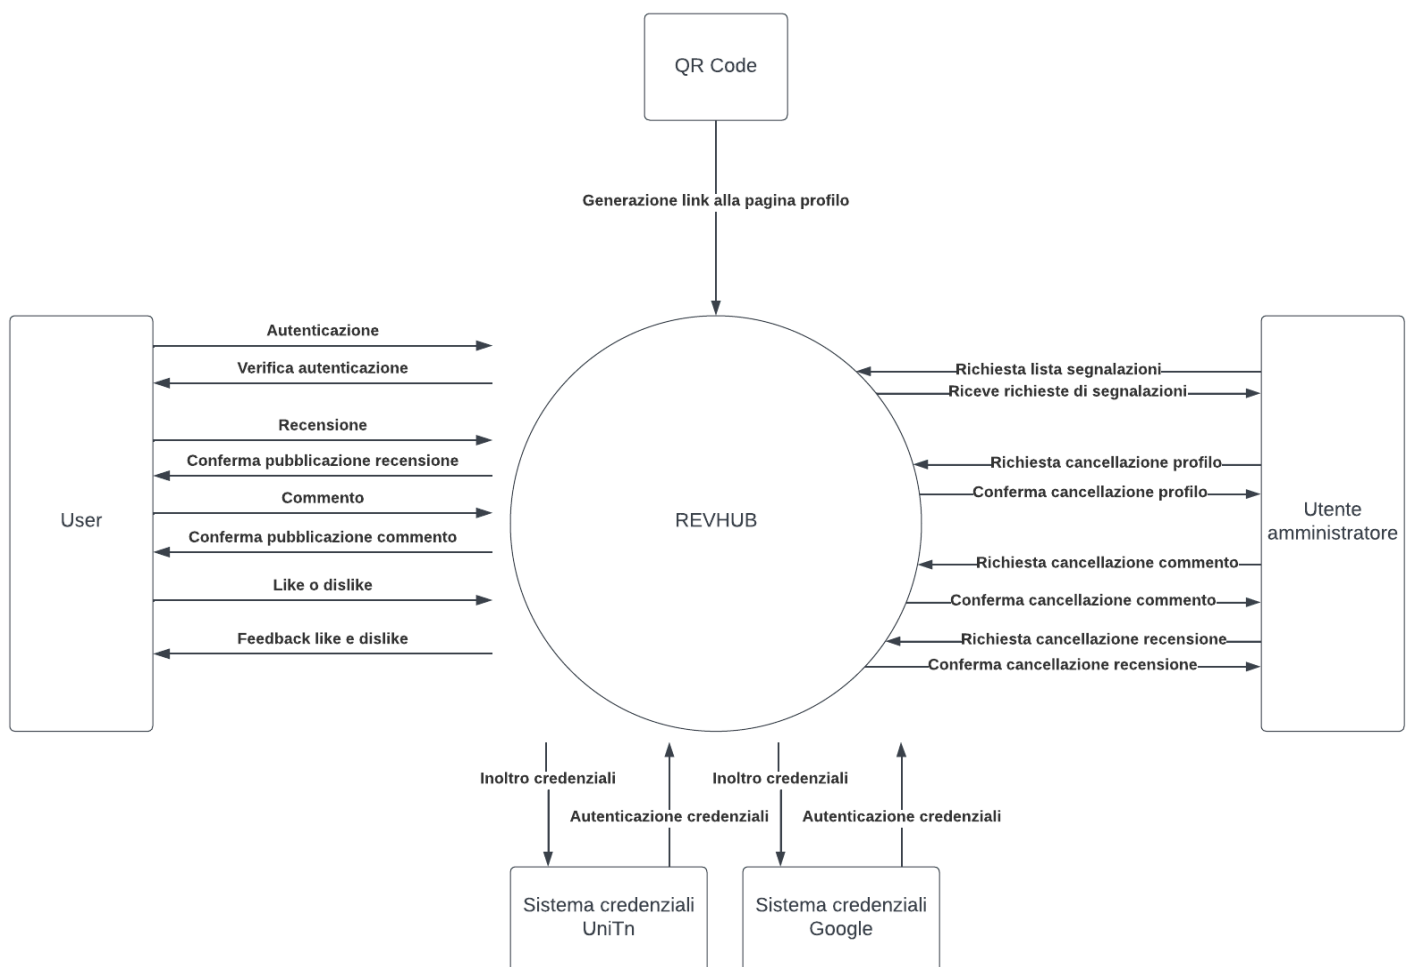 QR Code
Generazione link alla pagina profilo
Autenticazione
Verifica autenticazione
Recensione
Conferma pubblicazione recensione
Commento
Conferma pubblicazione commento
Like o dislike
Feedback like e dislike
User
REVHUB
Richiesta lista segnalazioni
Riceve richieste di segnalazioni
Richiesta cancellazione profilo
Conferma cancellazione profilo
Richiesta cancellazione commento
Conferma cancellazione commento
Richiesta cancellazione recensione
Conferma cancellazione recensione
Utente
amministratore
Inoltro credenziali
Autenticazione credenziali
Inoltro credenziali
Autenticazione credenziali
Sistema credenziali
UniTn
Sistema credenziali
Google